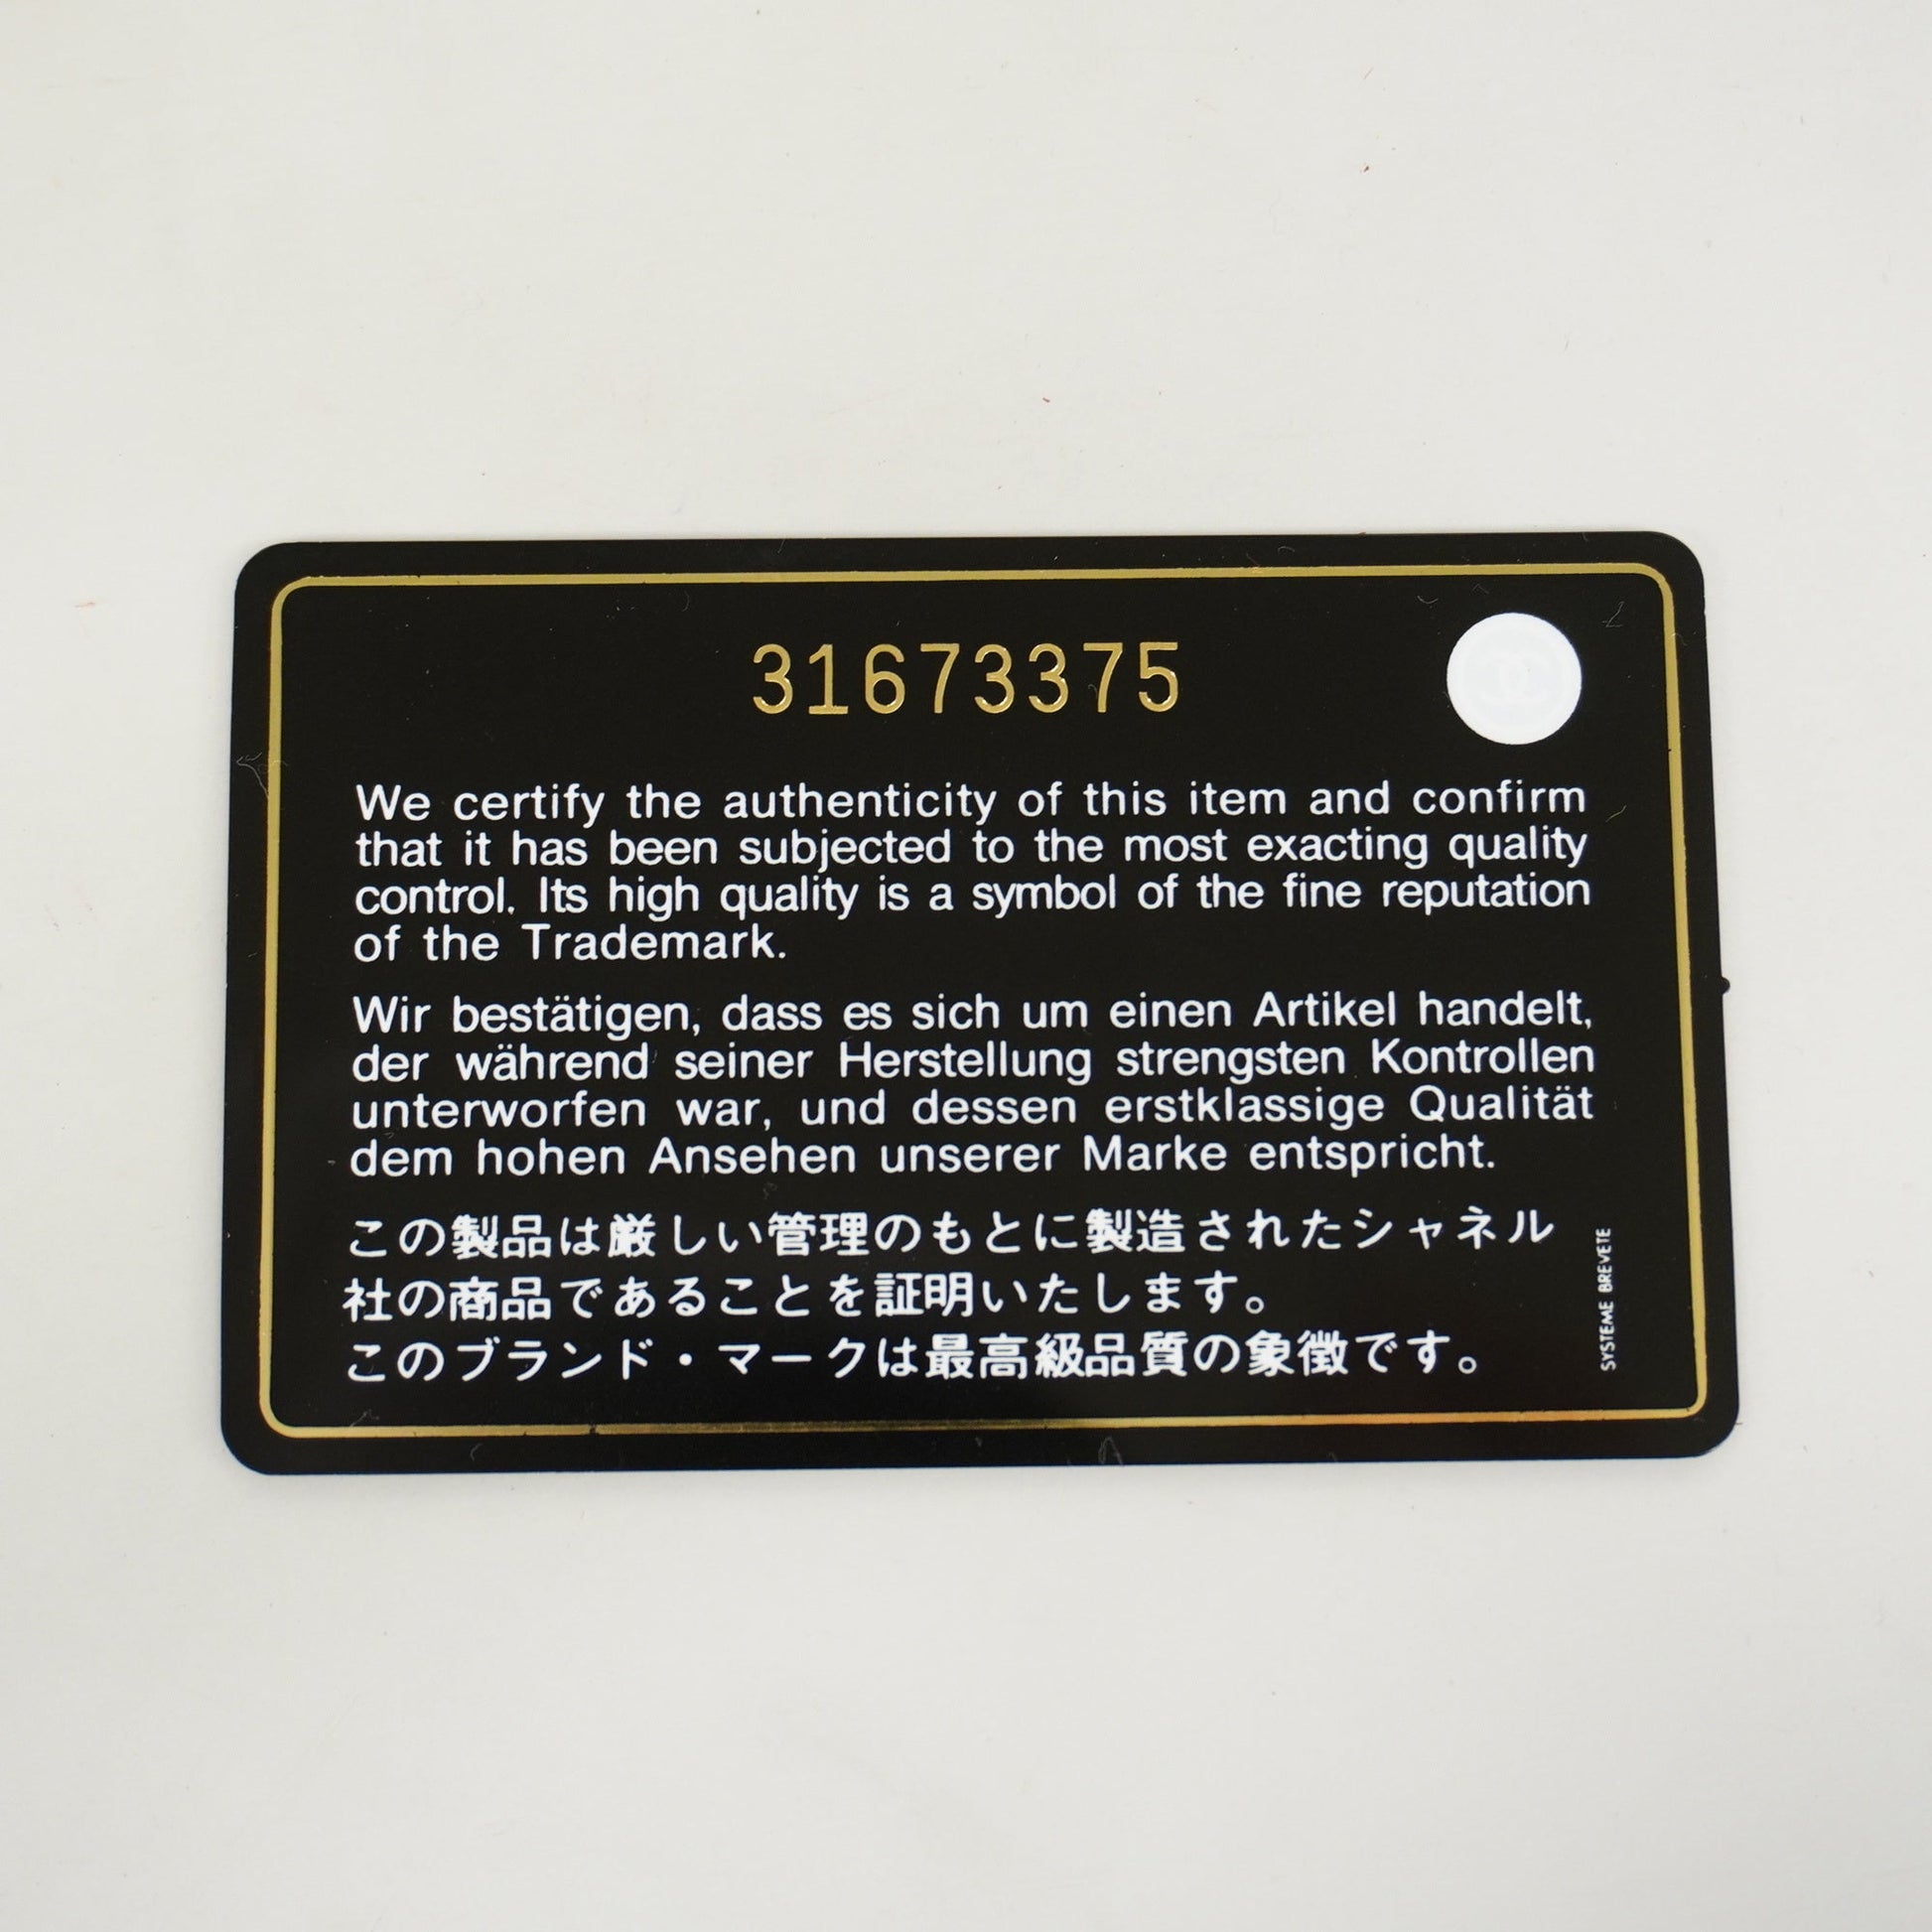 31673375
We certify the authenticity of this item and confirm
that it has been subjected to the most exacting quality
control. Its high quality is a symbol of the fine reputation
of the Trademark.
Wir bestätigen, dass es sich um einen Artikel handelt,
der während seiner Herstellung strengsten Kontrollen
unterworfen war, und dessen erstklassige Qualität
dem hohen Ansehen unserer Marke entspricht.
この製品は厳しい管理のもとに製造されたシャネル
社の商品であることを証明いたします。
このブランド・マークは最高級品質の象徴です。
SYSTEME BREVETE